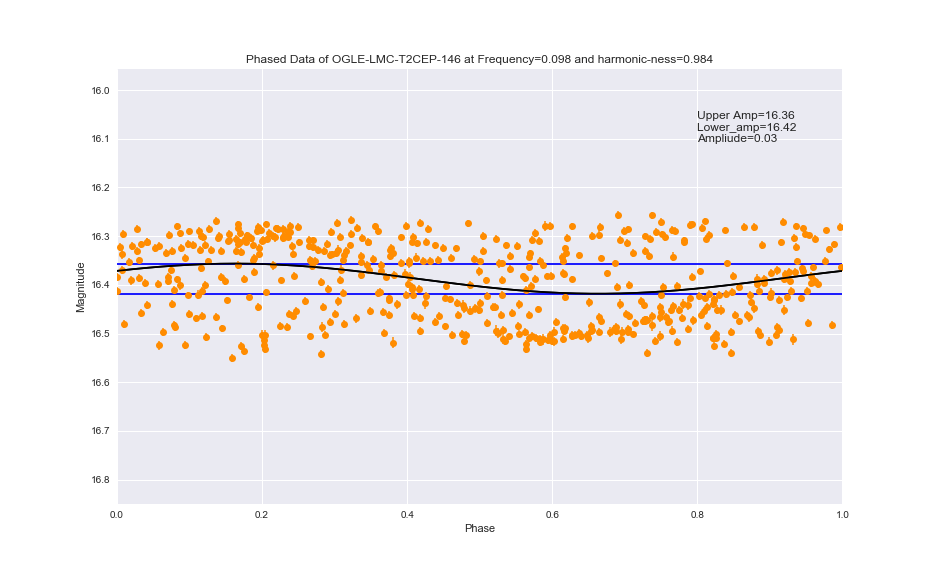 Phased Data of OGLE-LMC-T2CEP-146 at Frequency=0.098 and harmonic-ness=0.984
Upper Amp=16.36
Lower_amp=16.42
Ampliude=0.03
16.0
16.1
16.2
16.3
16.4
16.5
16.6
16.7
16.8
Magnitude
0.0 0.2 0.4 0.6 0.8 1.0
Phase